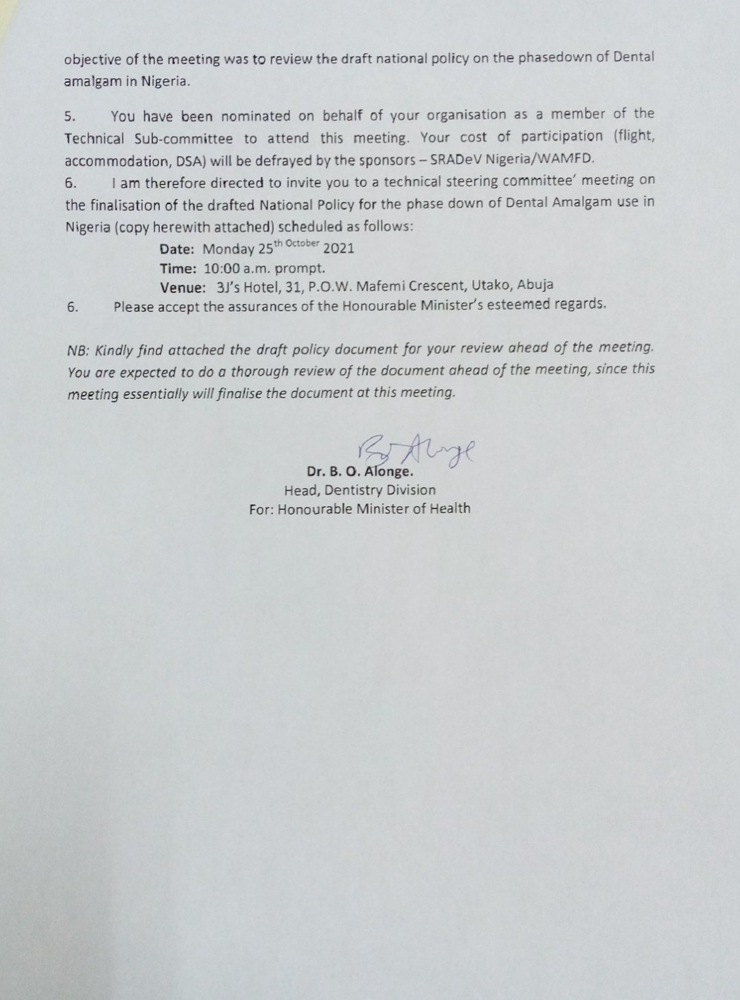 objective of the meeting was to review the draft national policy on the phasedown of Dental
amalgam in Nigeria.
5. You have been nominated on behalf of your organisation as a member of the
Technical Sub-committee to attend this meeting. Your cost of participation (flight,
accommodation, DSA) will be defrayed by the sponsors – SRADeV Nigeria/WAMFD.
6. I am therefore directed to invite you to a technical steering committee' meeting on
the finalisation of the drafted National Policy for the phase down of Dental Amalgam use in
Nigeria (copy herewith attached) scheduled as follows:
Date: Monday 25th October 2021
Time: 10:00 a.m. prompt.
Venue: 3J's Hotel, 31, P.O.W. Mafemi Crescent, Utako, Abuja
6. Please accept the assurances of the Honourable Minister's esteemed regards.
NB: Kindly find attached the draft policy document for your review ahead of the meeting.
You are expected to do a thorough review of the document ahead of the meeting, since this
meeting essentially will finalise the document at this meeting.
Bo Alonge
Dr. B. O. Alonge.
Head, Dentistry Division
For: Honourable Minister of Health